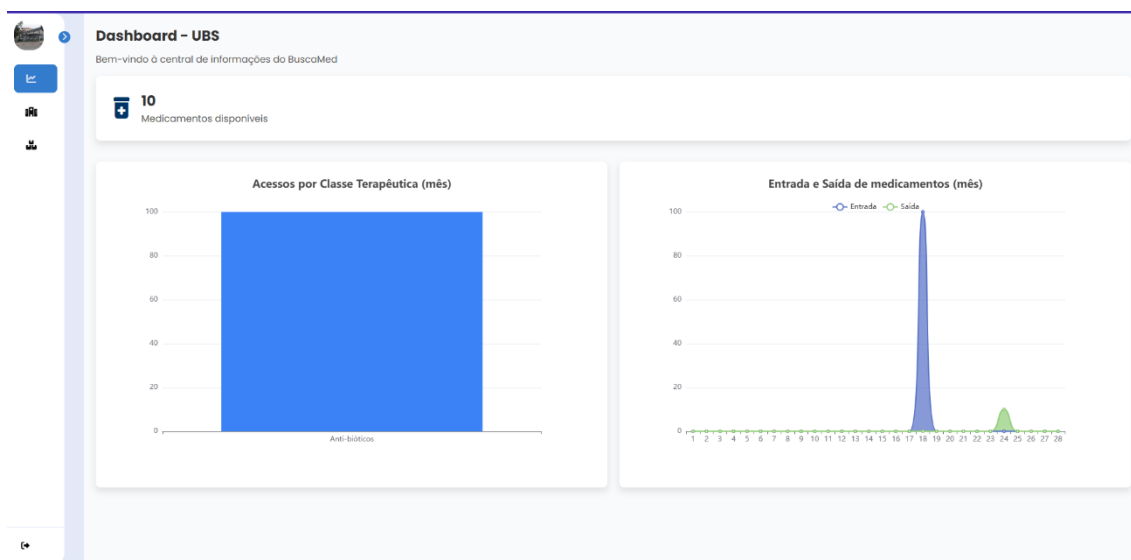 Dashboard - UBS
Bem-vindo à central de informações do BuscaMed
10
Medicamentos disponíveis
Acessos por Classe Terapêutica (mês)
100
80
60
40
20
0
Anti-bióticos
Entrada e Saída de medicamentos (mês)
Entrada Saída
100
80
60
40
20
0
1 2 3 4 5 6 7 8 9 10 11 12 13 14 15 16 17 18 19 20 21 22 23 24 25 26 27 28